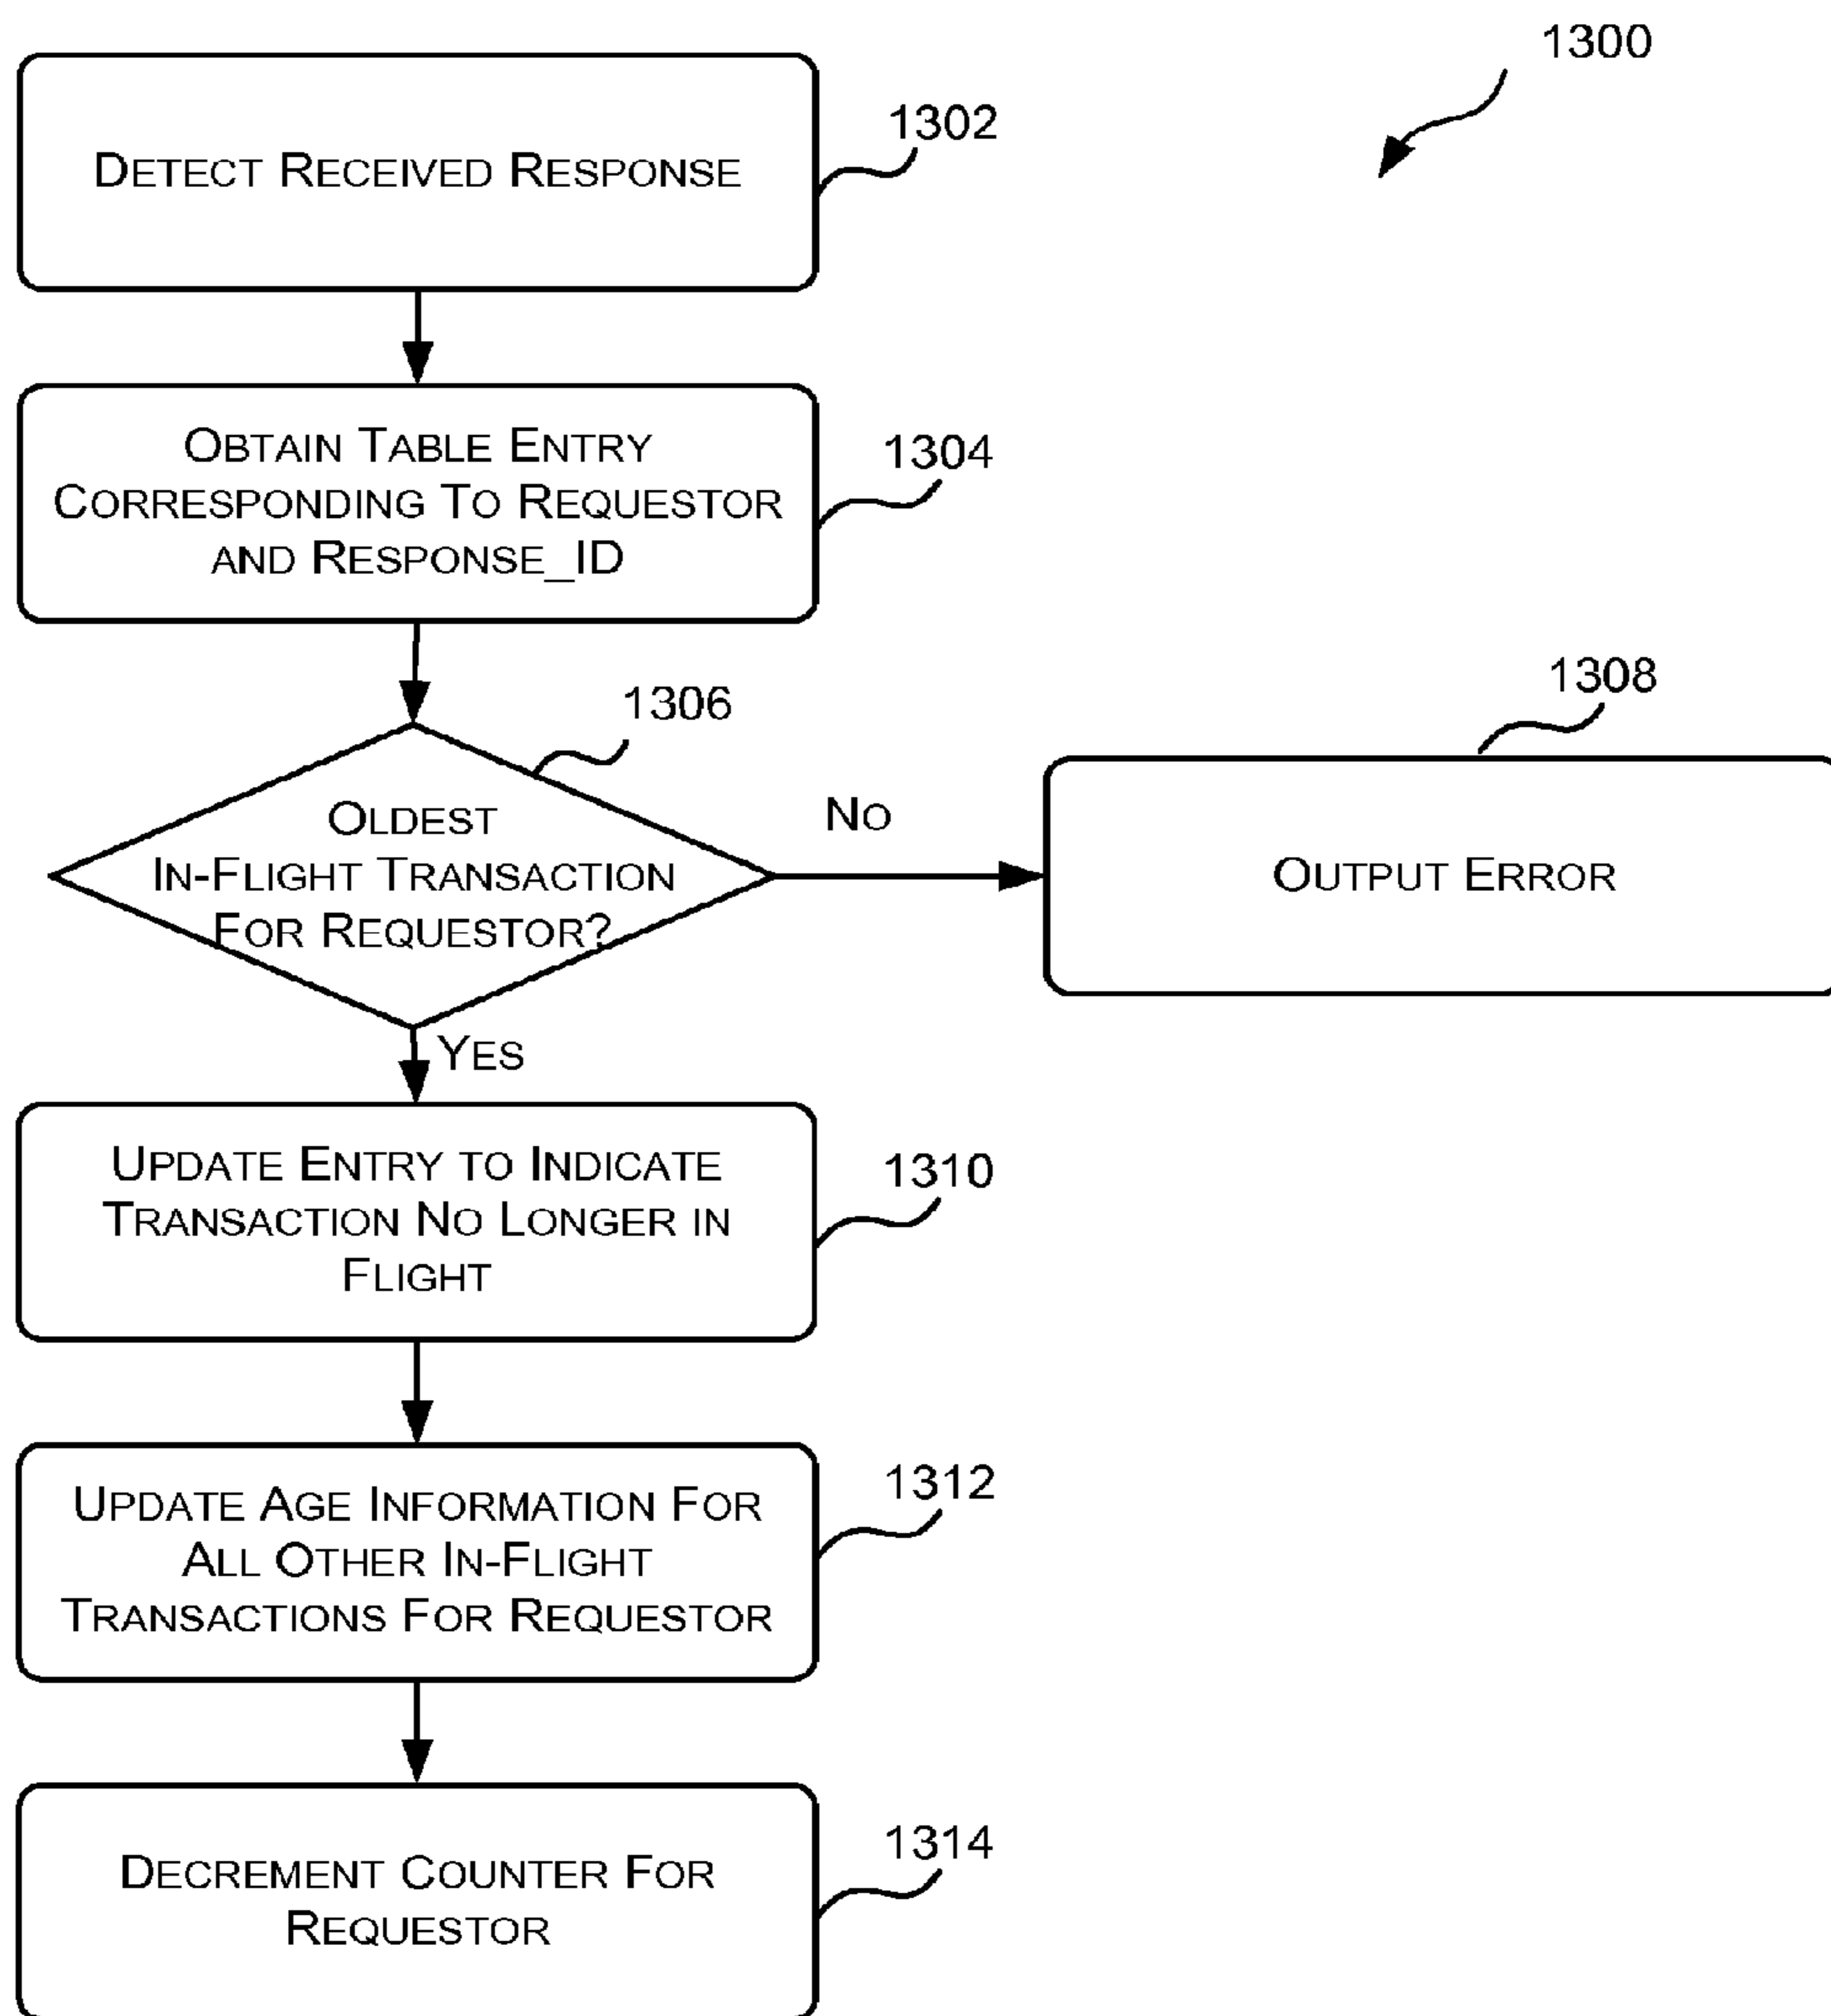 1300
DETECT RECEIVED RESPONSE
1302
OBTAIN TABLE ENTRY
CORRESPONDING TO REQUESTOR
AND RESPONSE_ID
1304
1306
OLDEST
IN-FLIGHT TRANSACTION
FOR REQUESTOR?
NO
1308
OUTPUT ERROR
YES
UPDATE ENTRY TO INDICATE
TRANSACTION NO LONGER IN
FLIGHT
1310
UPDATE AGE INFORMATION FOR
ALL OTHER IN-FLIGHT
TRANSACTIONS FOR REQUESTOR
1312
DECREMENT COUNTER FOR
REQUESTOR
1314